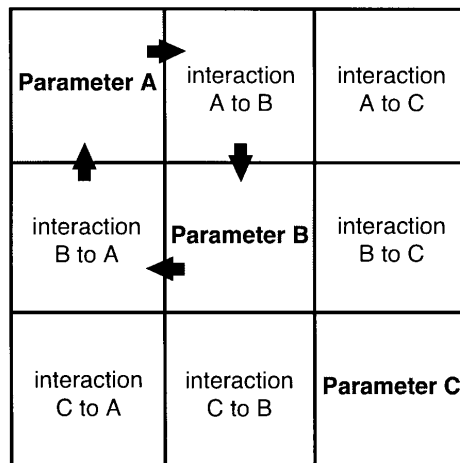 Parameter A
interaction
A to B
interaction
A to C
interaction
B to A
Parameter B
interaction
B to C
interaction
C to A
interaction
C to B
Parameter C